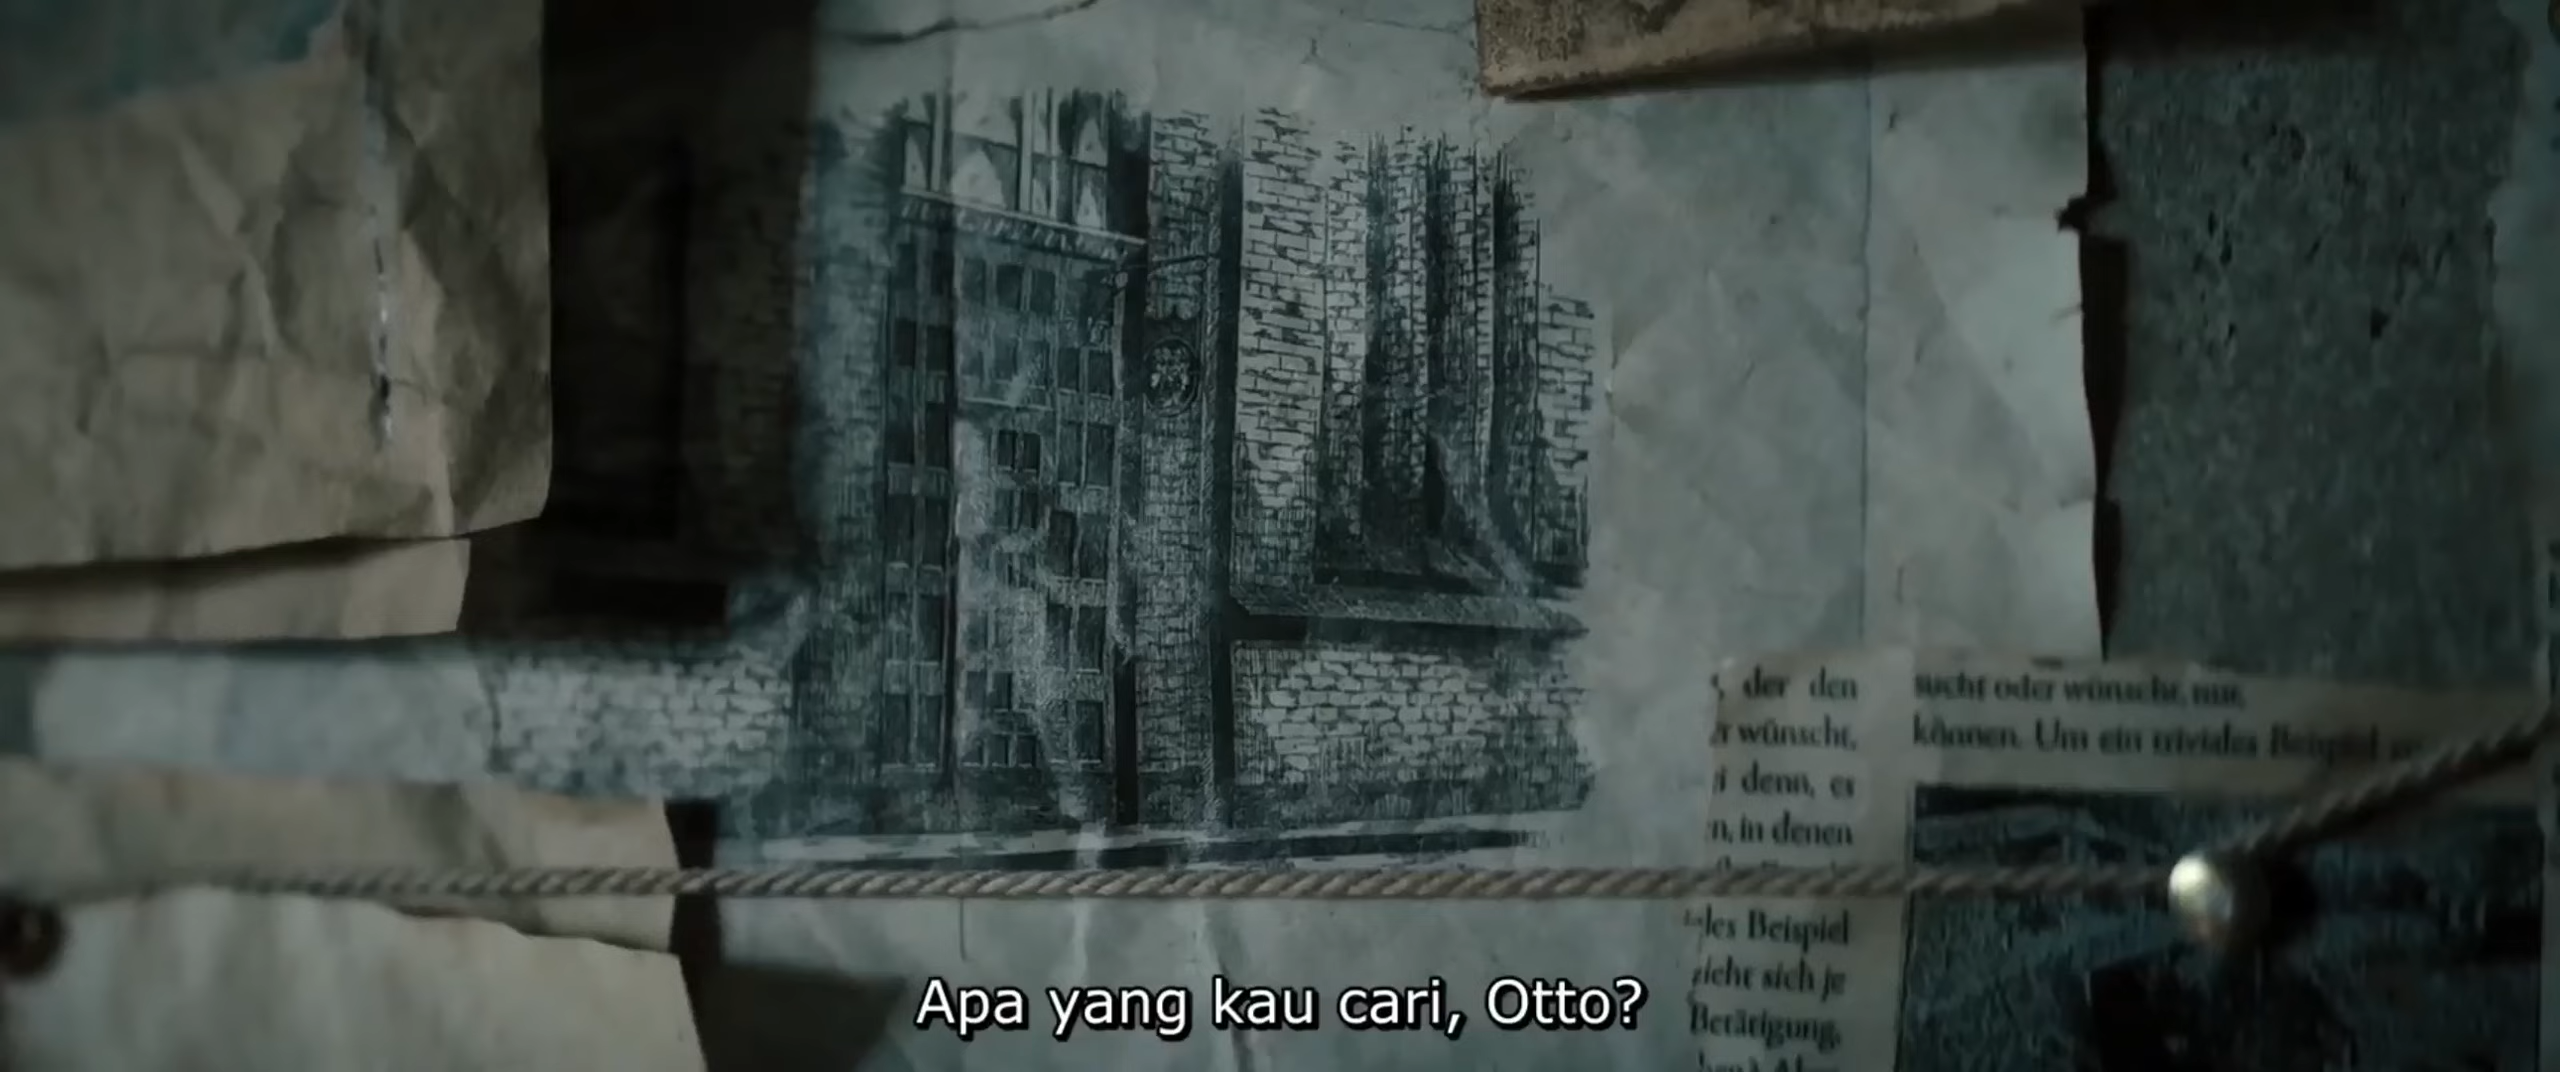 der den
wünscht,
denn, es
in denen
sucht oder wünscht, nur,
können. Um ein triviales Beispiel
Beispiel
zieht sich je
Betätigung,
Apa yang kau cari, Otto?